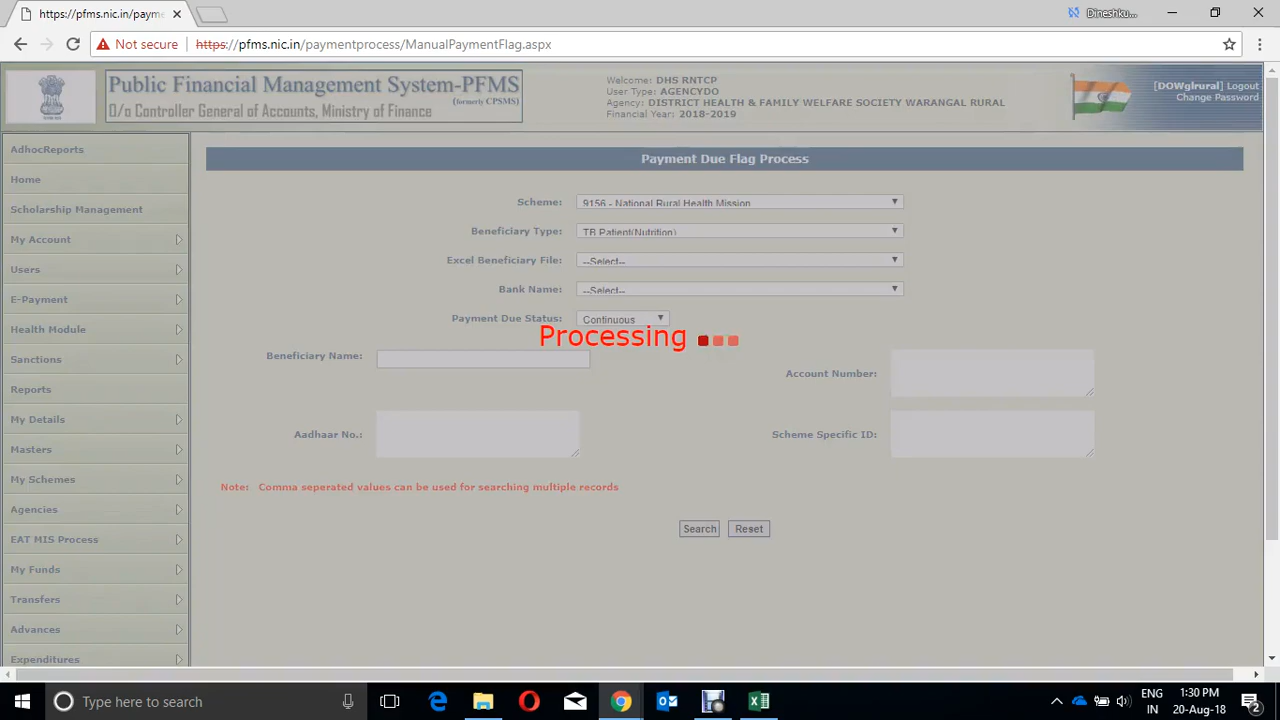 https://pfms.nic.in/payme
Dineshku...
Not secure https://pfms.nic.in/paymentprocess/ManualPaymentFlag.aspx
Public Financial Management System-PFMS
(formerly CPSMS)
O/o Controller General of Accounts, Ministry of Finance
Welcome: DHS RNTCP
User Type: AGENCYDO
Agency: DISTRICT HEALTH & FAMILY WELFARE SOCIETY WARANGAL RURAL
Financial Year: 2018-2019
[DOWglrural] Logout
Change Password
AdhocReports
Home
Scholarship Management
My Account
Users
E-Payment
Health Module
Sanctions
Reports
My Details
Masters
My Schemes
Agencies
EAT MIS Process
My Funds
Transfers
Advances
Expenditures
Payment Due Flag Process
Scheme: 9156 - National Rural Health Mission
Beneficiary Type: TB Patient(Nutrition)
Excel Beneficiary File: --Select--
Bank Name: --Select--
Payment Due Status: Continuous
Processing
Beneficiary Name:
Account Number:
Aadhaar No.:
Scheme Specific ID:
Note: Comma seperated values can be used for searching multiple records
Search Reset
Type here to search
ENG
IN
1:30 PM
20-Aug-18
2